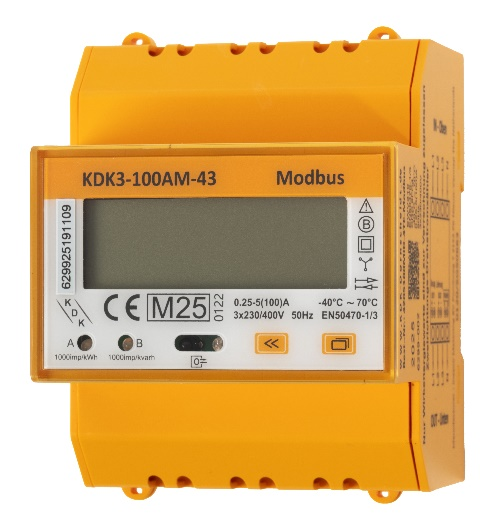 KDK3-100AM-43 Modbus
629925191109
B
K
D
K
CE M25 0122
0.25-5(100)A -40°C ~ 70°C
3x230/400V 50Hz EN50470-1/3
A B
1000imp/kWh 1000imp/kvarh
2025